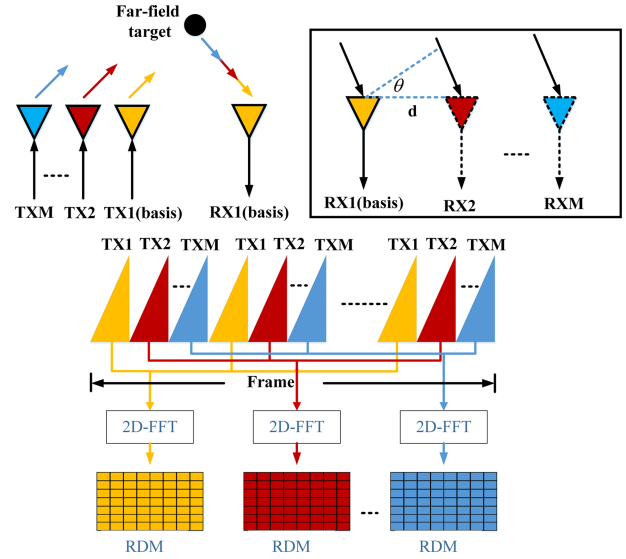 Far-field
target
θ
d
TXM
TX2
TX1(basis)
RX1(basis)
RX1(basis)
RX2
RXM
TX1
TX2
TXM
TX1
TX2
TXM
TX1
TX2
TXM
Frame
2D-FFT
2D-FFT
2D-FFT
RDM
RDM
RDM